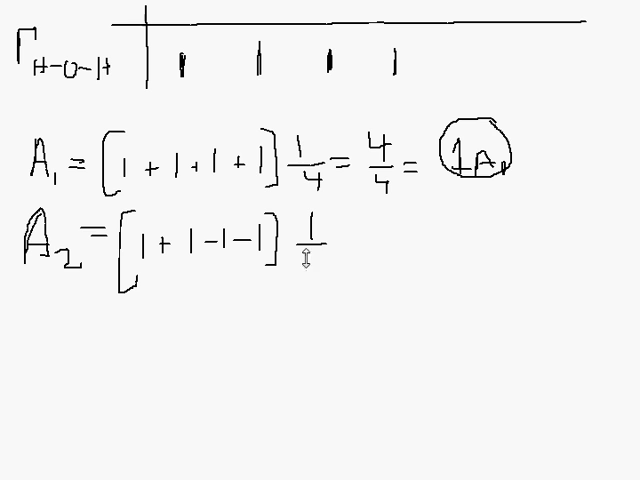 Γ H-O-H | 1 1 1 1
A₁ = [1 + 1 + 1 + 1] 1/4 = 4/4 = 1A₁
A₂ = [1 + 1 - 1 - 1] 1/